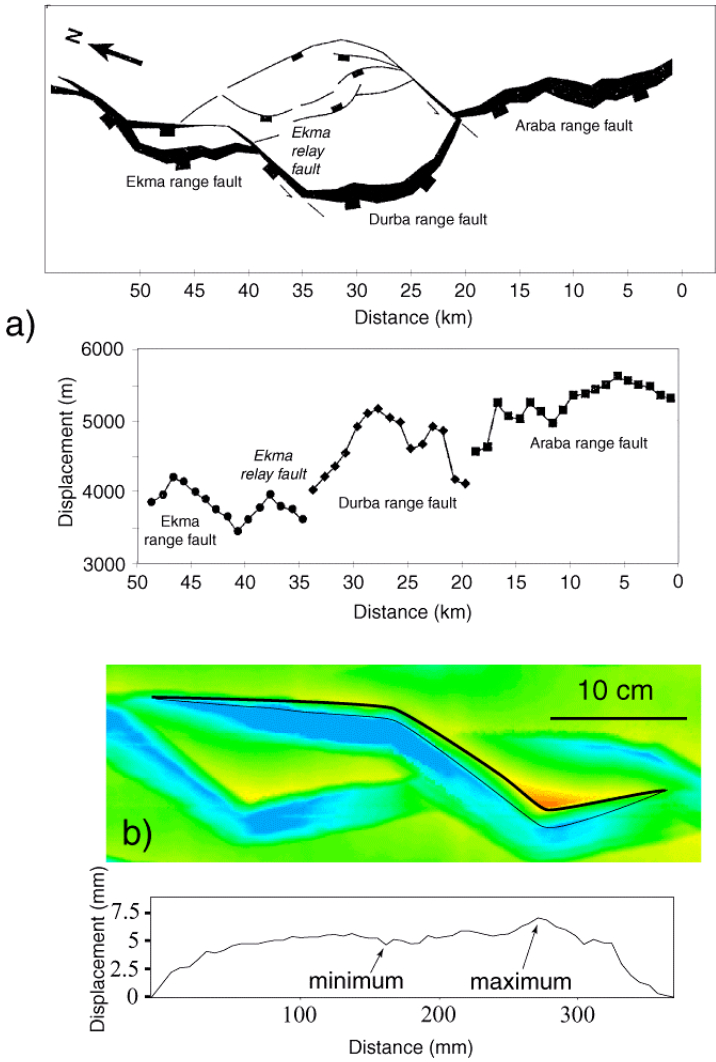 N
Ekma
relay
fault
Araba range fault
Ekma range fault
Durba range fault
50 45 40 35 30 25 20 15 10 5 0
Distance (km)
a)
6000
5000
4000
3000
Displacement (m)
Ekma
relay fault
Araba range fault
Durba range fault
Ekma
range fault
50 45 40 35 30 25 20 15 10 5 0
Distance (km)
10 cm
b)
7.5
5
2.5
0
Displacement (mm)
minimum
maximum
100 200 300
Distance (mm)